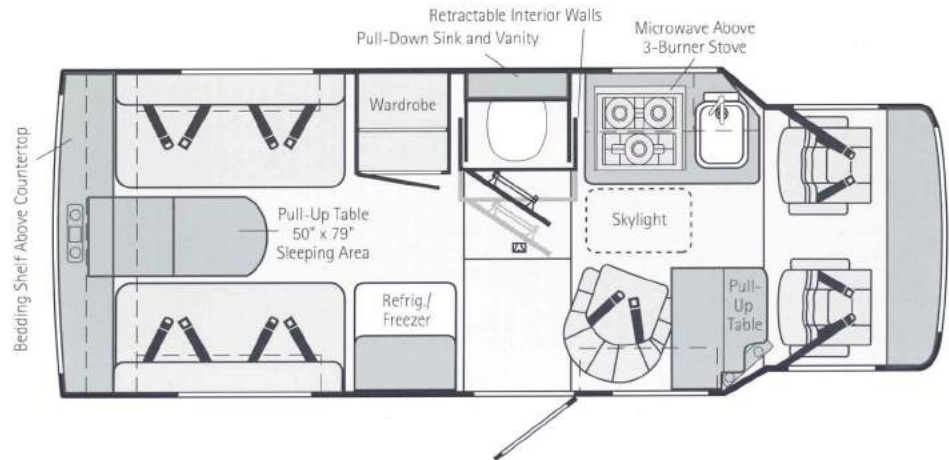 Retractable Interior Walls
Pull-Down Sink and Vanity
Microwave Above
3-Burner Stove
Wardrobe
Bedding Shelf Above Countertop
Pull-Up Table
50" x 79"
Sleeping Area
Skylight
Refrig./
Freezer
Pull-
Up
Table